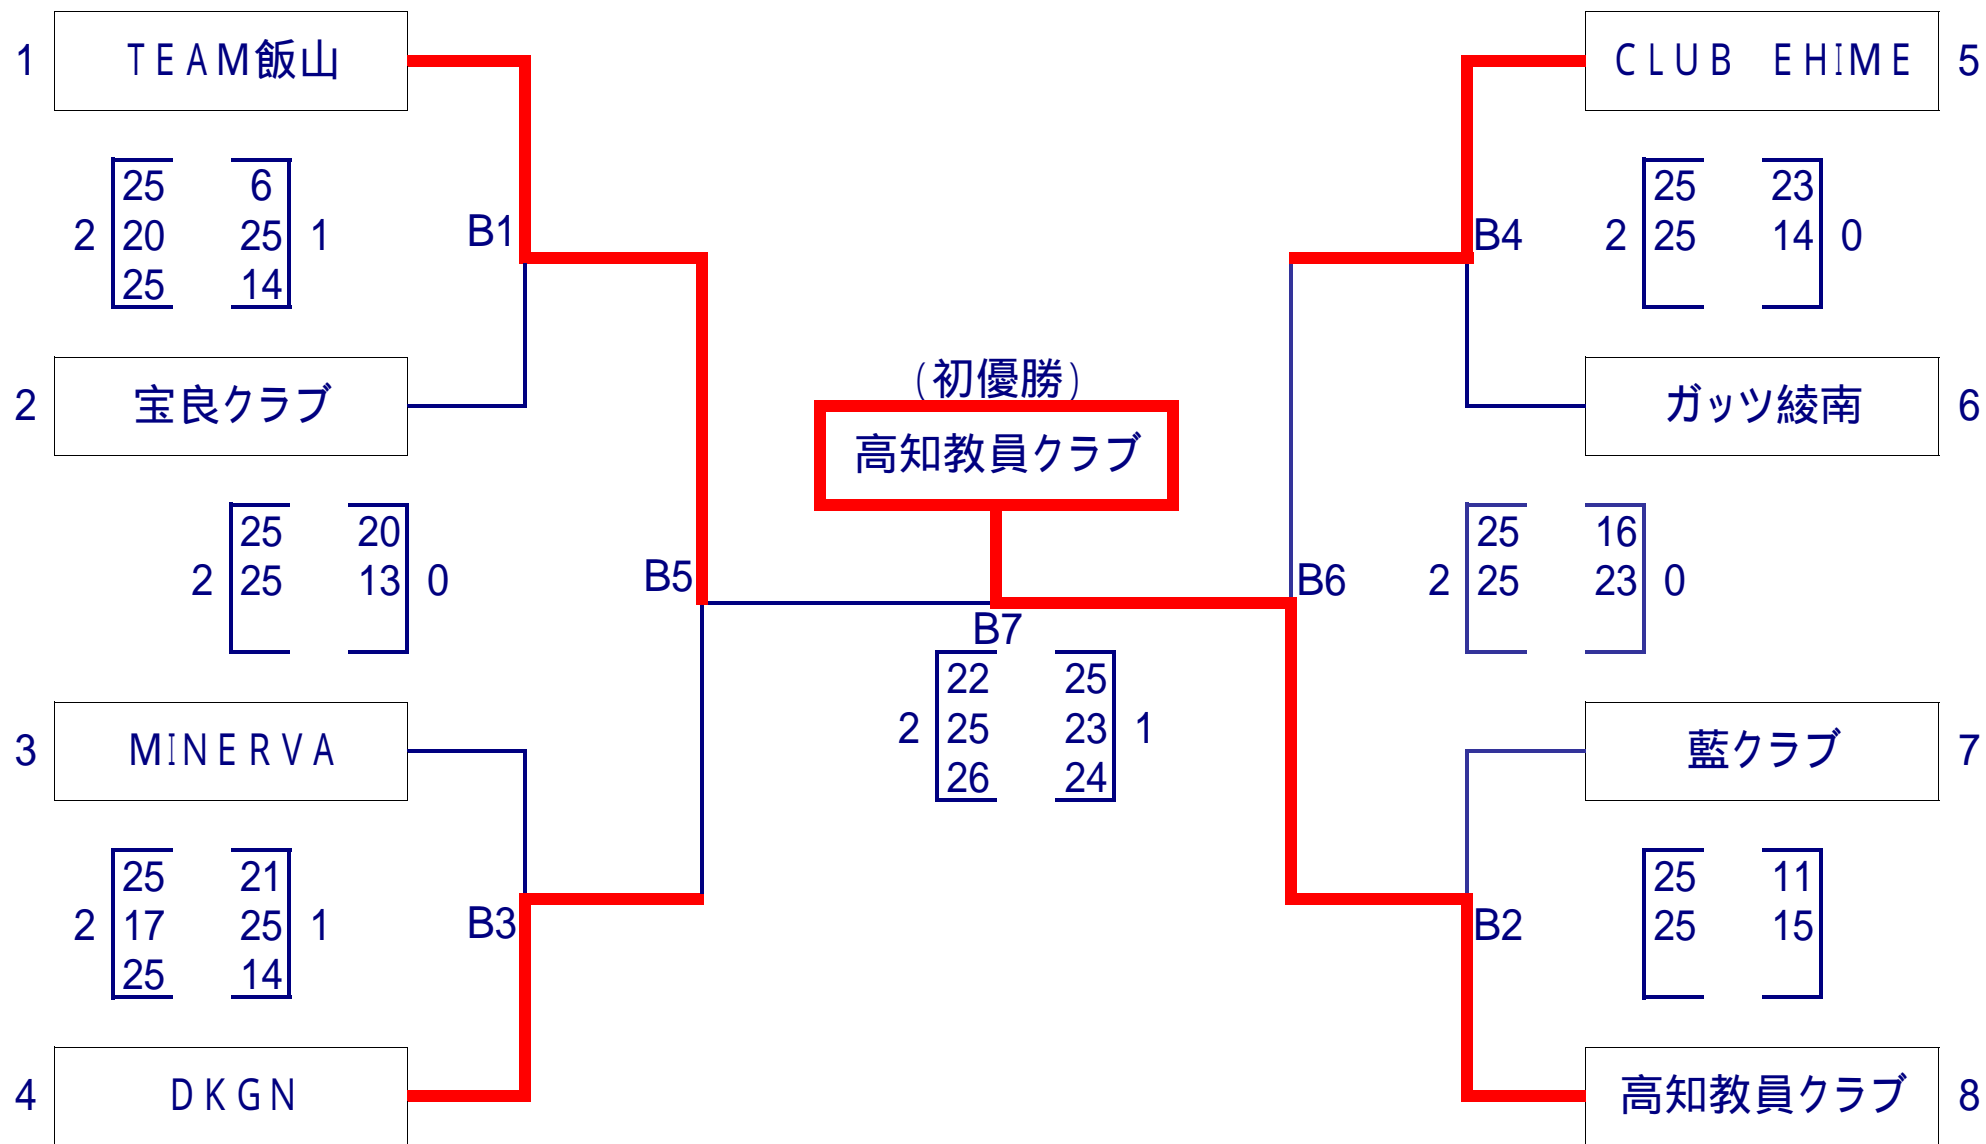 1 TEAM飯山
CLUB EHIME 5
25 6
2 20 25 1
25 14
B1
25 23
2 25 14 0
B4
2 宝良クラブ
(初優勝)
高知教員クラブ
ガッツ綾南 6
25 20
2 25 13 0
B5
B6
25 16
2 25 23 0
B7
22 25
2 25 23 1
26 24
3 MINERVA
藍クラブ 7
25 21
2 17 25 1
25 14
B3
B2
25 11
25 15
4 DKGN
高知教員クラブ 8